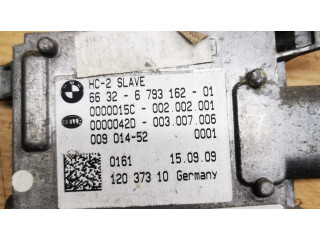 HC-2 SLAVE
66 32 - 6 793 162 - 01
0000015C - 002.002.001
0000042D - 003.007.006
009 014-52 0001
0161 15.09.09
120 373 10 Germany